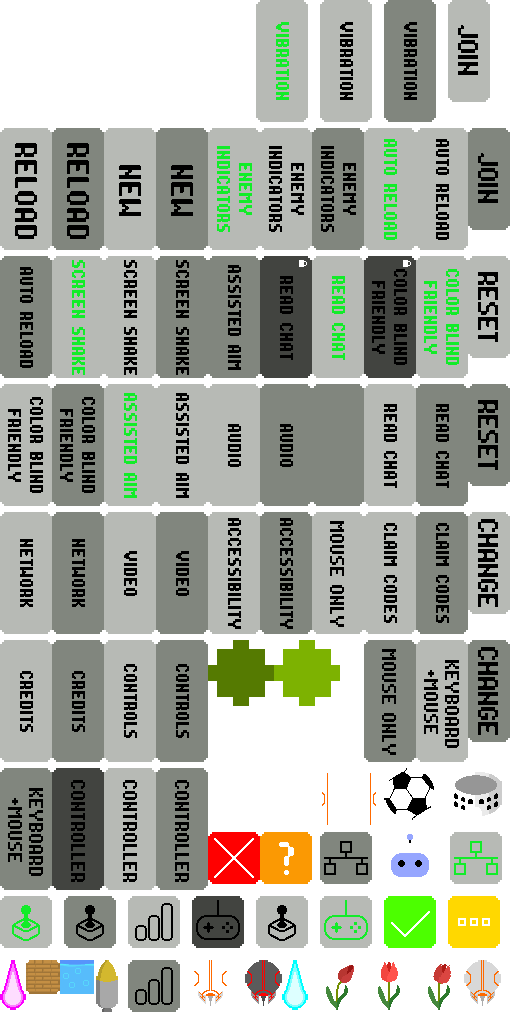 VIBRATION
VIBRATION
VIBRATION
JOIN
RELOAD
RELOAD
NEW
NEW
ENEMY
INDICATORS
ENEMY
INDICATORS
ENEMY
INDICATORS
AUTO RELOAD
AUTO RELOAD
JOIN
AUTO RELOAD
SCREEN SHAKE
SCREEN SHAKE
SCREEN SHAKE
ASSISTED AIM
READ CHAT
READ CHAT
COLOR BLIND
FRIENDLY
COLOR BLIND
FRIENDLY
RESET
COLOR BLIND
FRIENDLY
COLOR BLIND
FRIENDLY
ASSISTED AIM
ASSISTED AIM
AUDIO
AUDIO
READ CHAT
READ CHAT
RESET
NETWORK
NETWORK
VIDEO
VIDEO
ACCESSIBILITY
ACCESSIBILITY
MOUSE ONLY
CLAIM CODES
CLAIM CODES
CHANGE
CREDITS
CREDITS
CONTROLS
CONTROLS
MOUSE ONLY
KEYBOARD
+MOUSE
CHANGE
KEYBOARD
+MOUSE
CONTROLLER
CONTROLLER
CONTROLLER
?